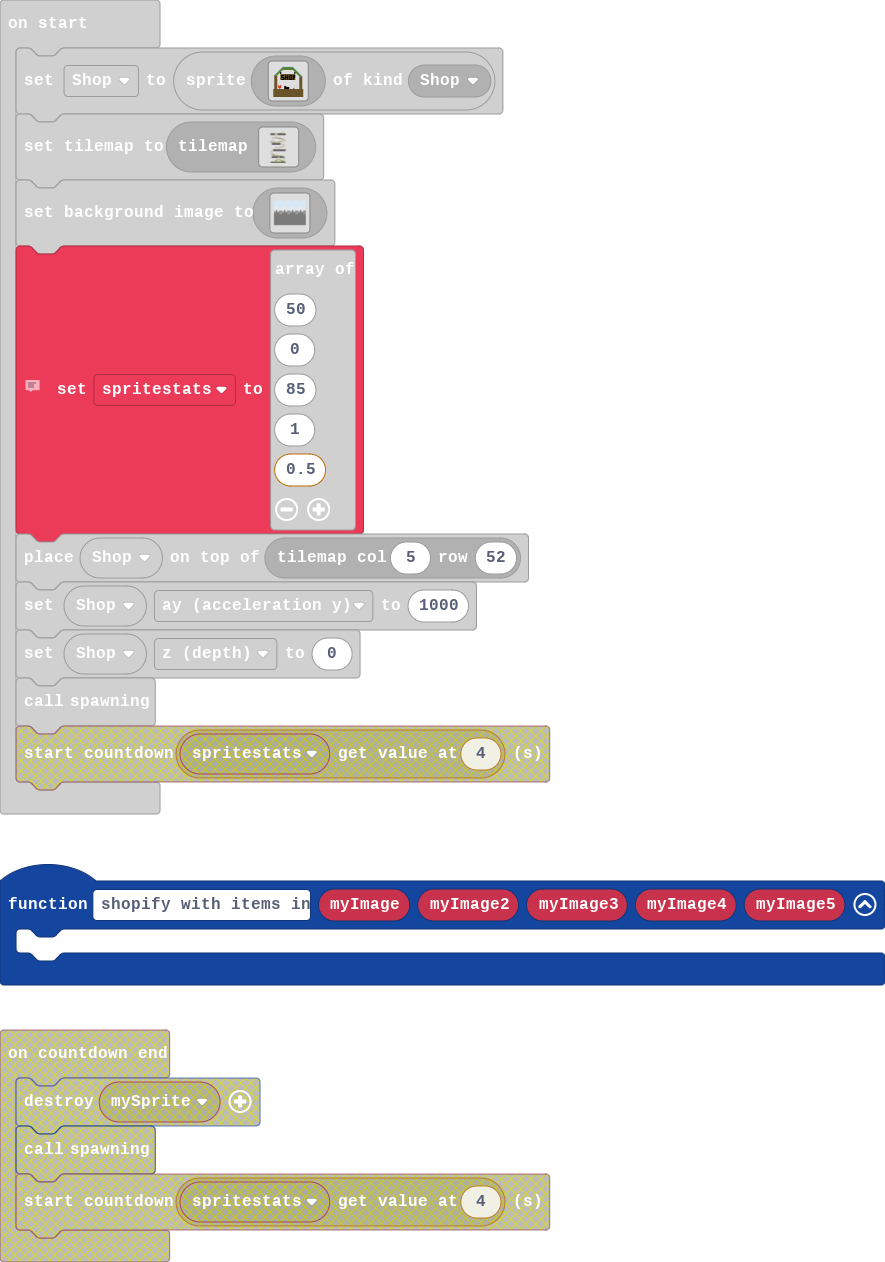 on start
set Shop to sprite SHOP of kind Shop
set tilemap to tilemap
set background image to
array of
50
0
85
1
0.5
set spritestats to
place Shop on top of tilemap col 5 row 52
set Shop ay (acceleration y) to 1000
set Shop z (depth) to 0
call spawning
start countdown spritestats get value at 4 (s)
function shopify with items in myImage myImage2 myImage3 myImage4 myImage5
on countdown end
destroy mySprite
call spawning
start countdown spritestats get value at 4 (s)